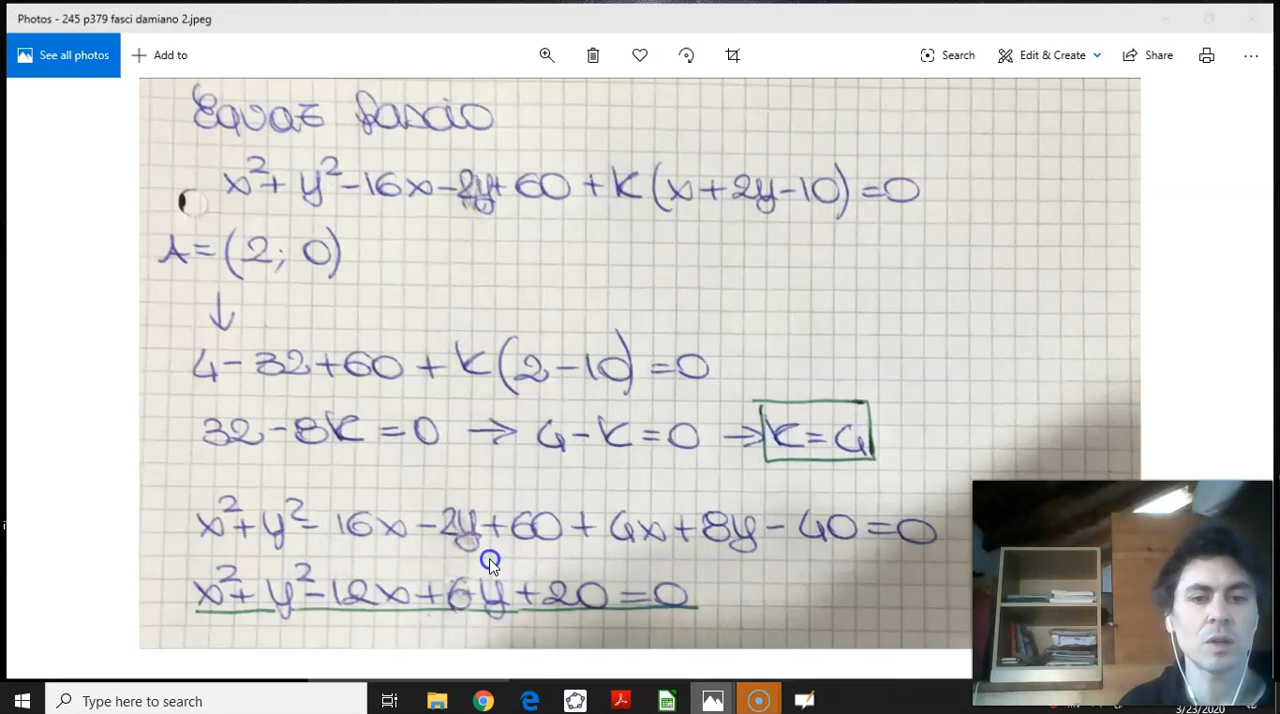 Photos - 245 p379 fasci damiano 2.jpeg
See all photos
Add to
Search
Edit & Create
Share
Equaz fascio
x²+y²-16x-2y+60+K(x+2y-10)=0
A=(2; 0)
↓
4-32+60+K(2-10)=0
32-8K=0 → 4-K=0 → K=4
x²+y²-16x-2y+60+4x+8y-40=0
x²+y²-12x+6y+20=0
Type here to search
3/23/2020